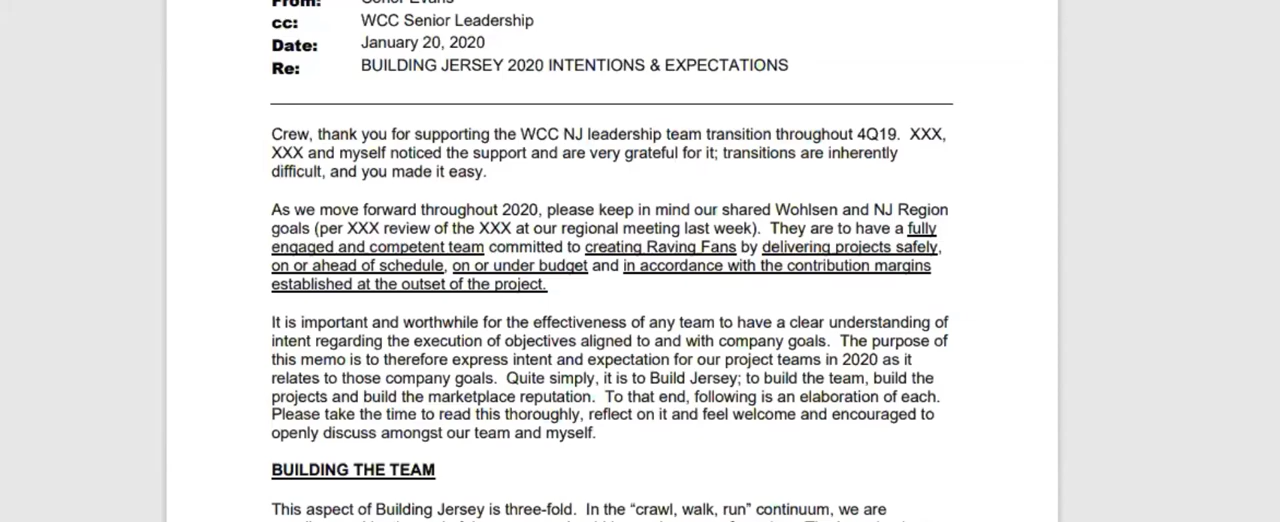 From:
cc: WCC Senior Leadership
Date: January 20, 2020
Re: BUILDING JERSEY 2020 INTENTIONS & EXPECTATIONS
Crew, thank you for supporting the WCC NJ leadership team transition throughout 4Q19. XXX,
XXX and myself noticed the support and are very grateful for it; transitions are inherently
difficult, and you made it easy.
As we move forward throughout 2020, please keep in mind our shared Wohlsen and NJ Region
goals (per XXX review of the XXX at our regional meeting last week). They are to have a fully
engaged and competent team committed to creating Raving Fans by delivering projects safely,
on or ahead of schedule, on or under budget and in accordance with the contribution margins
established at the outset of the project.
It is important and worthwhile for the effectiveness of any team to have a clear understanding of
intent regarding the execution of objectives aligned to and with company goals. The purpose of
this memo is to therefore express intent and expectation for our project teams in 2020 as it
relates to those company goals. Quite simply, it is to Build Jersey; to build the team, build the
projects and build the marketplace reputation. To that end, following is an elaboration of each.
Please take the time to read this thoroughly, reflect on it and feel welcome and encouraged to
openly discuss amongst our team and myself.
BUILDING THE TEAM
This aspect of Building Jersey is three-fold. In the “crawl, walk, run” continuum, we are